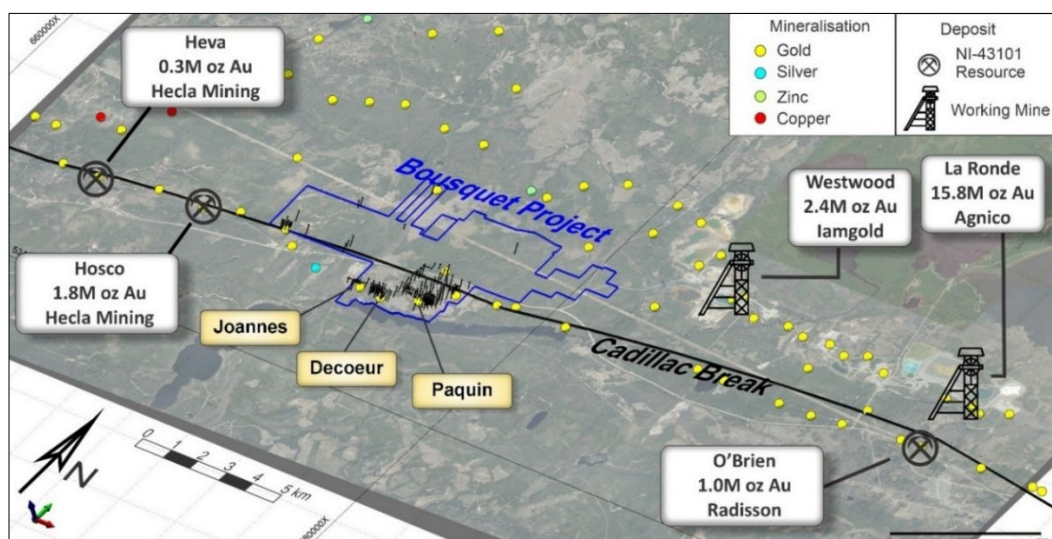 660000X
Heva
0.3M oz Au
Hecla Mining
Mineralisation
Gold
Silver
Zinc
Copper
Deposit
NI-43101
Resource
Working Mine
Bousquet Project
Westwood
2.4M oz Au
Iamgold
La Ronde
15.8M oz Au
Agnico
Hosco
1.8M oz Au
Hecla Mining
Joannes
Decoeur
Paquin
Cadillac Break
O'Brien
1.0M oz Au
Radisson
N
0 1 2 3 4 5 km